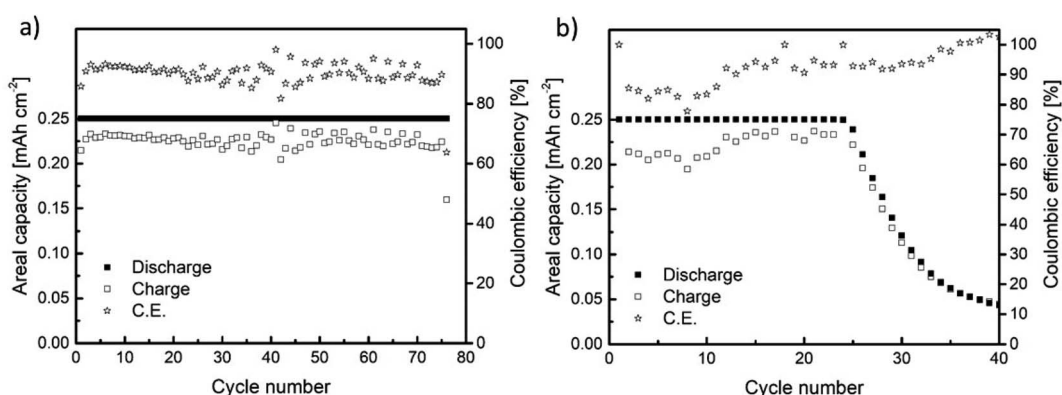 a)
Areal capacity [mAh cm⁻²]
0.25
0.20
0.15
0.10
0.05
0.00
Discharge
Charge
C.E.
0 10 20 30 40 50 60 70 80
Cycle number
100
80
60
40
20
0
Coulombic efficiency [%]
b)
Areal capacity [mAh cm⁻²]
0.25
0.20
0.15
0.10
0.05
0.00
Discharge
Charge
C.E.
0 10 20 30 40
Cycle number
100
90
80
70
60
50
40
30
20
10
0
Coulombic efficiency [%]